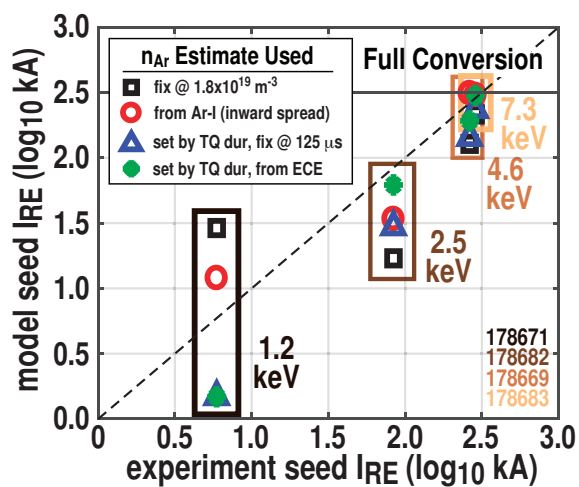 3.0
2.5
2.0
1.5
1.0
0.5
0.0
model seed I_RE (log10 kA)
n_Ar Estimate Used
fix @ 1.8x10^19 m^-3
from Ar-I (inward spread)
set by TQ dur, fix @ 125 µs
set by TQ dur, from ECE
Full Conversion
7.3
keV
4.6
keV
2.5
keV
1.2
keV
178671
178682
178669
178683
0 0.5 1.0 1.5 2.0 2.5 3.0
experiment seed I_RE (log10 kA)